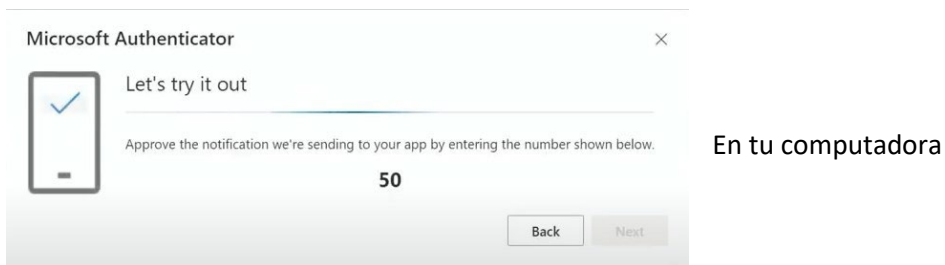 Microsoft Authenticator
Let's try it out
Approve the notification we're sending to your app by entering the number shown below.
50
Back
Next
En tu computadora